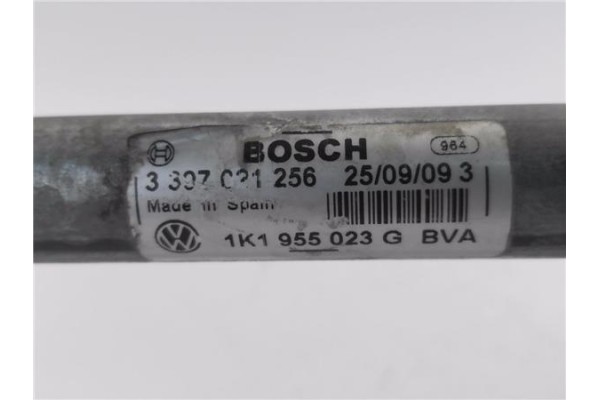 BOSCH 964
3 397 021 256 25/09/09 3
Made in Spain
1K1 955 023 G BVA